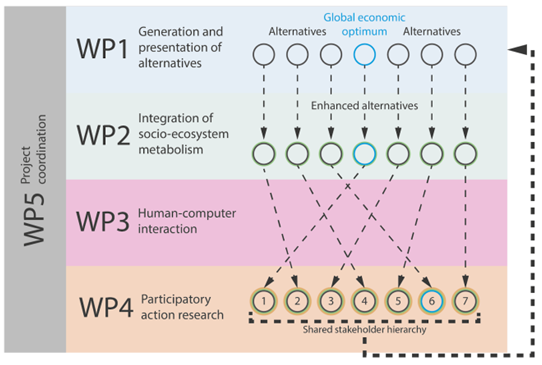 WP5 Project
coordination
WP1
Generation and
presentation of
alternatives
Alternatives
Global economic
optimum
Alternatives
WP2
Integration of
socio-ecosystem
metabolism
Enhanced alternatives
WP3
Human-computer
interaction
WP4
Participatory
action research
1 2 3 4 5 6 7
Shared stakeholder hierarchy